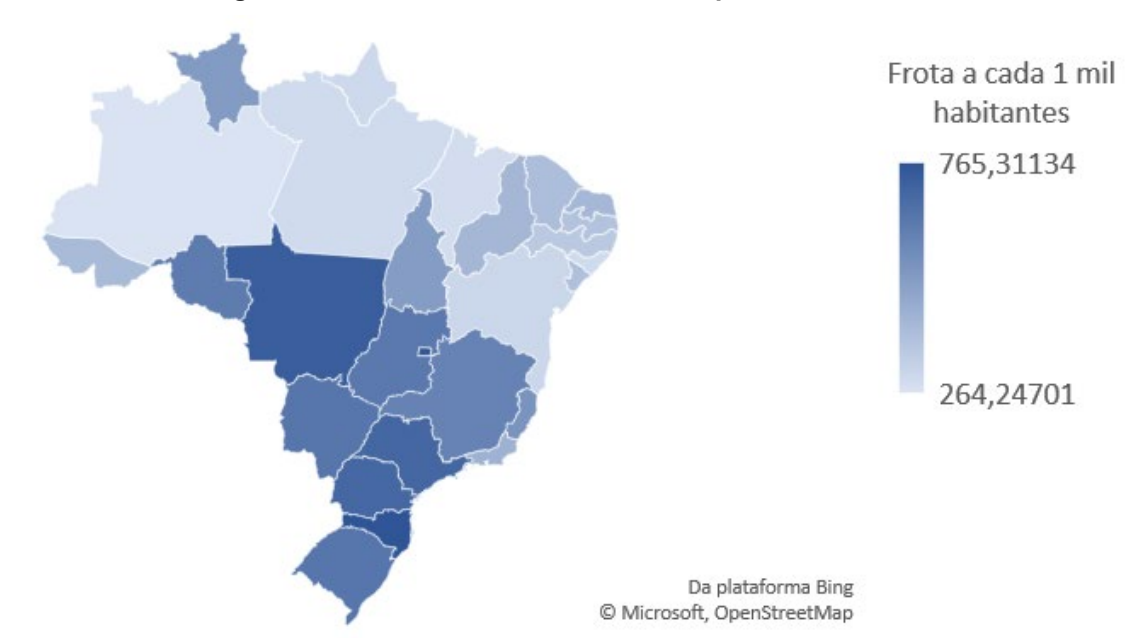 Frota a cada 1 mil
habitantes
765,31134
264,24701
Da plataforma Bing
© Microsoft, OpenStreetMap